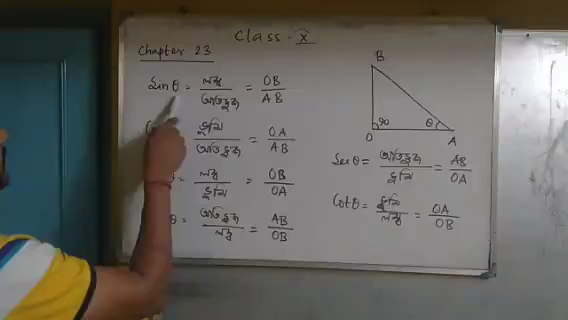 Class - X
Chapter 23
Sinθ = লম্ব / অতিভুজ = OB / AB
ভূমি / অতিভুজ = OA / AB
লম্ব / ভূমি = OB / OA
θ = অতিভুজ / লম্ব = AB / OB
B
90
θ
O
A
Secθ = অতিভুজ / ভূমি = AB / OA
Cotθ = ভূমি / লম্ব = OA / OB